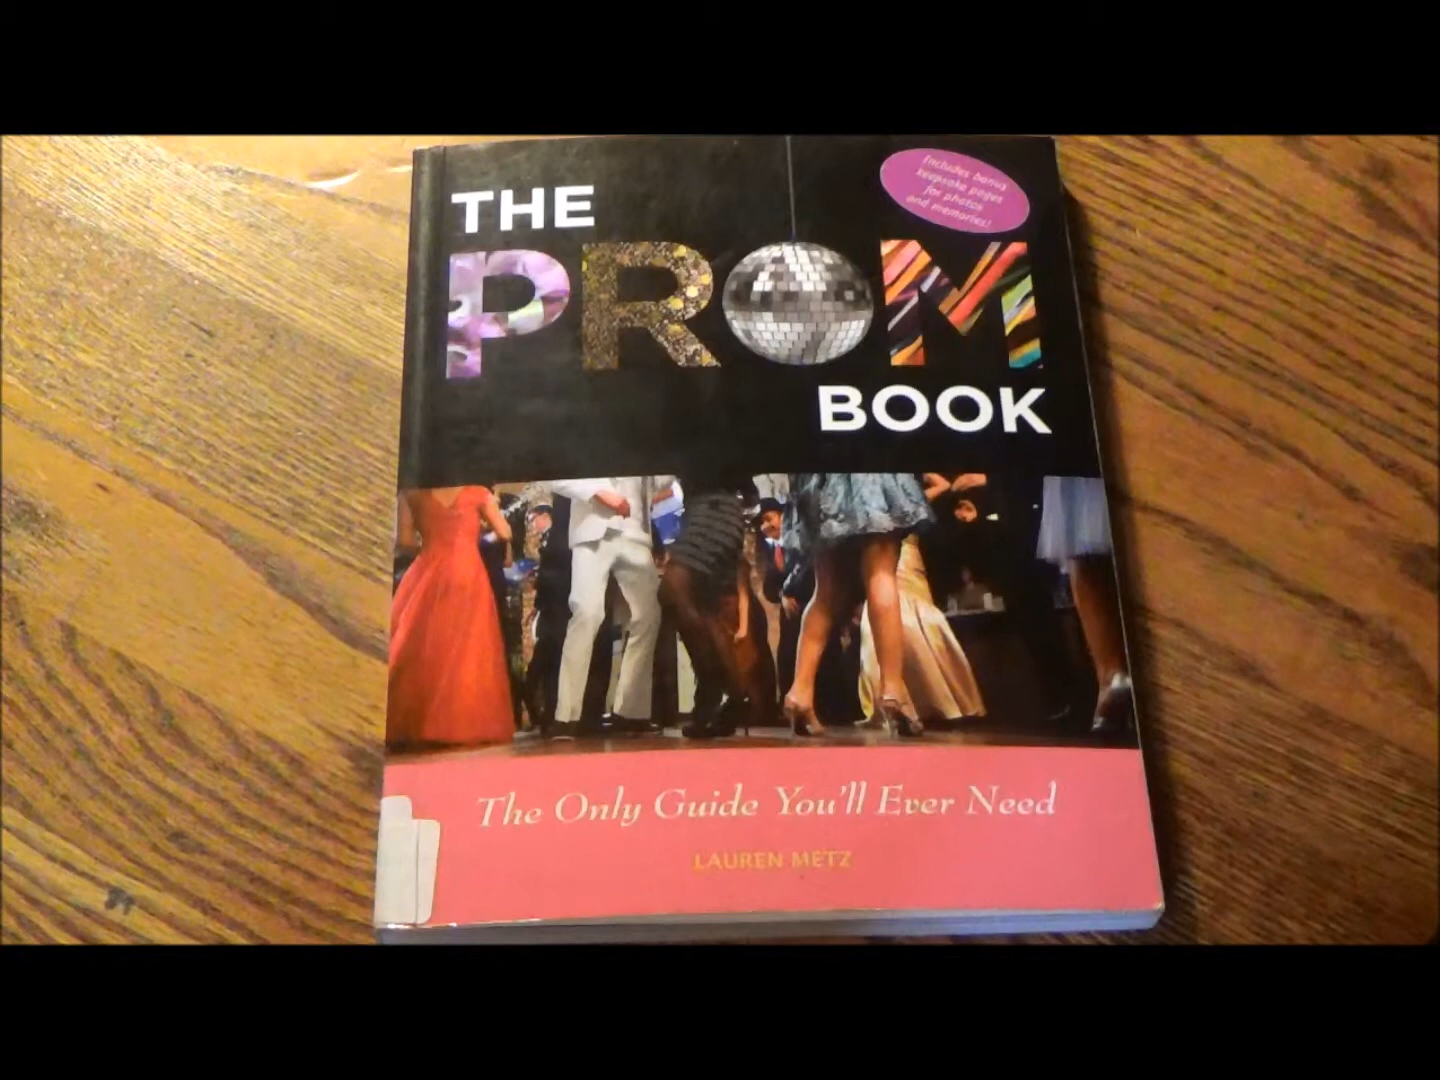 THE
PROM
BOOK
Includes bonus
keepsake pages
for photos
and memories!
The Only Guide You'll Ever Need
LAUREN METZ